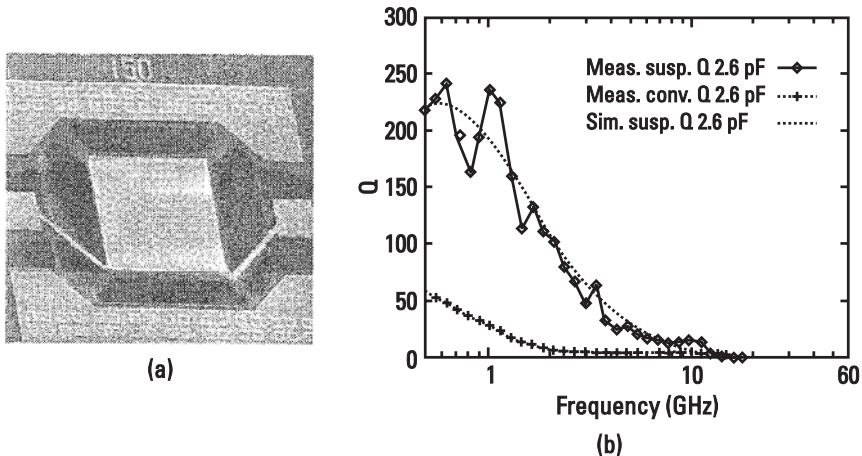 150
(a)
(b)
Q
300
250
200
150
100
50
0
Meas. susp. Q 2.6 pF
Meas. conv. Q 2.6 pF
Sim. susp. Q 2.6 pF
1
10
60
Frequency (GHz)